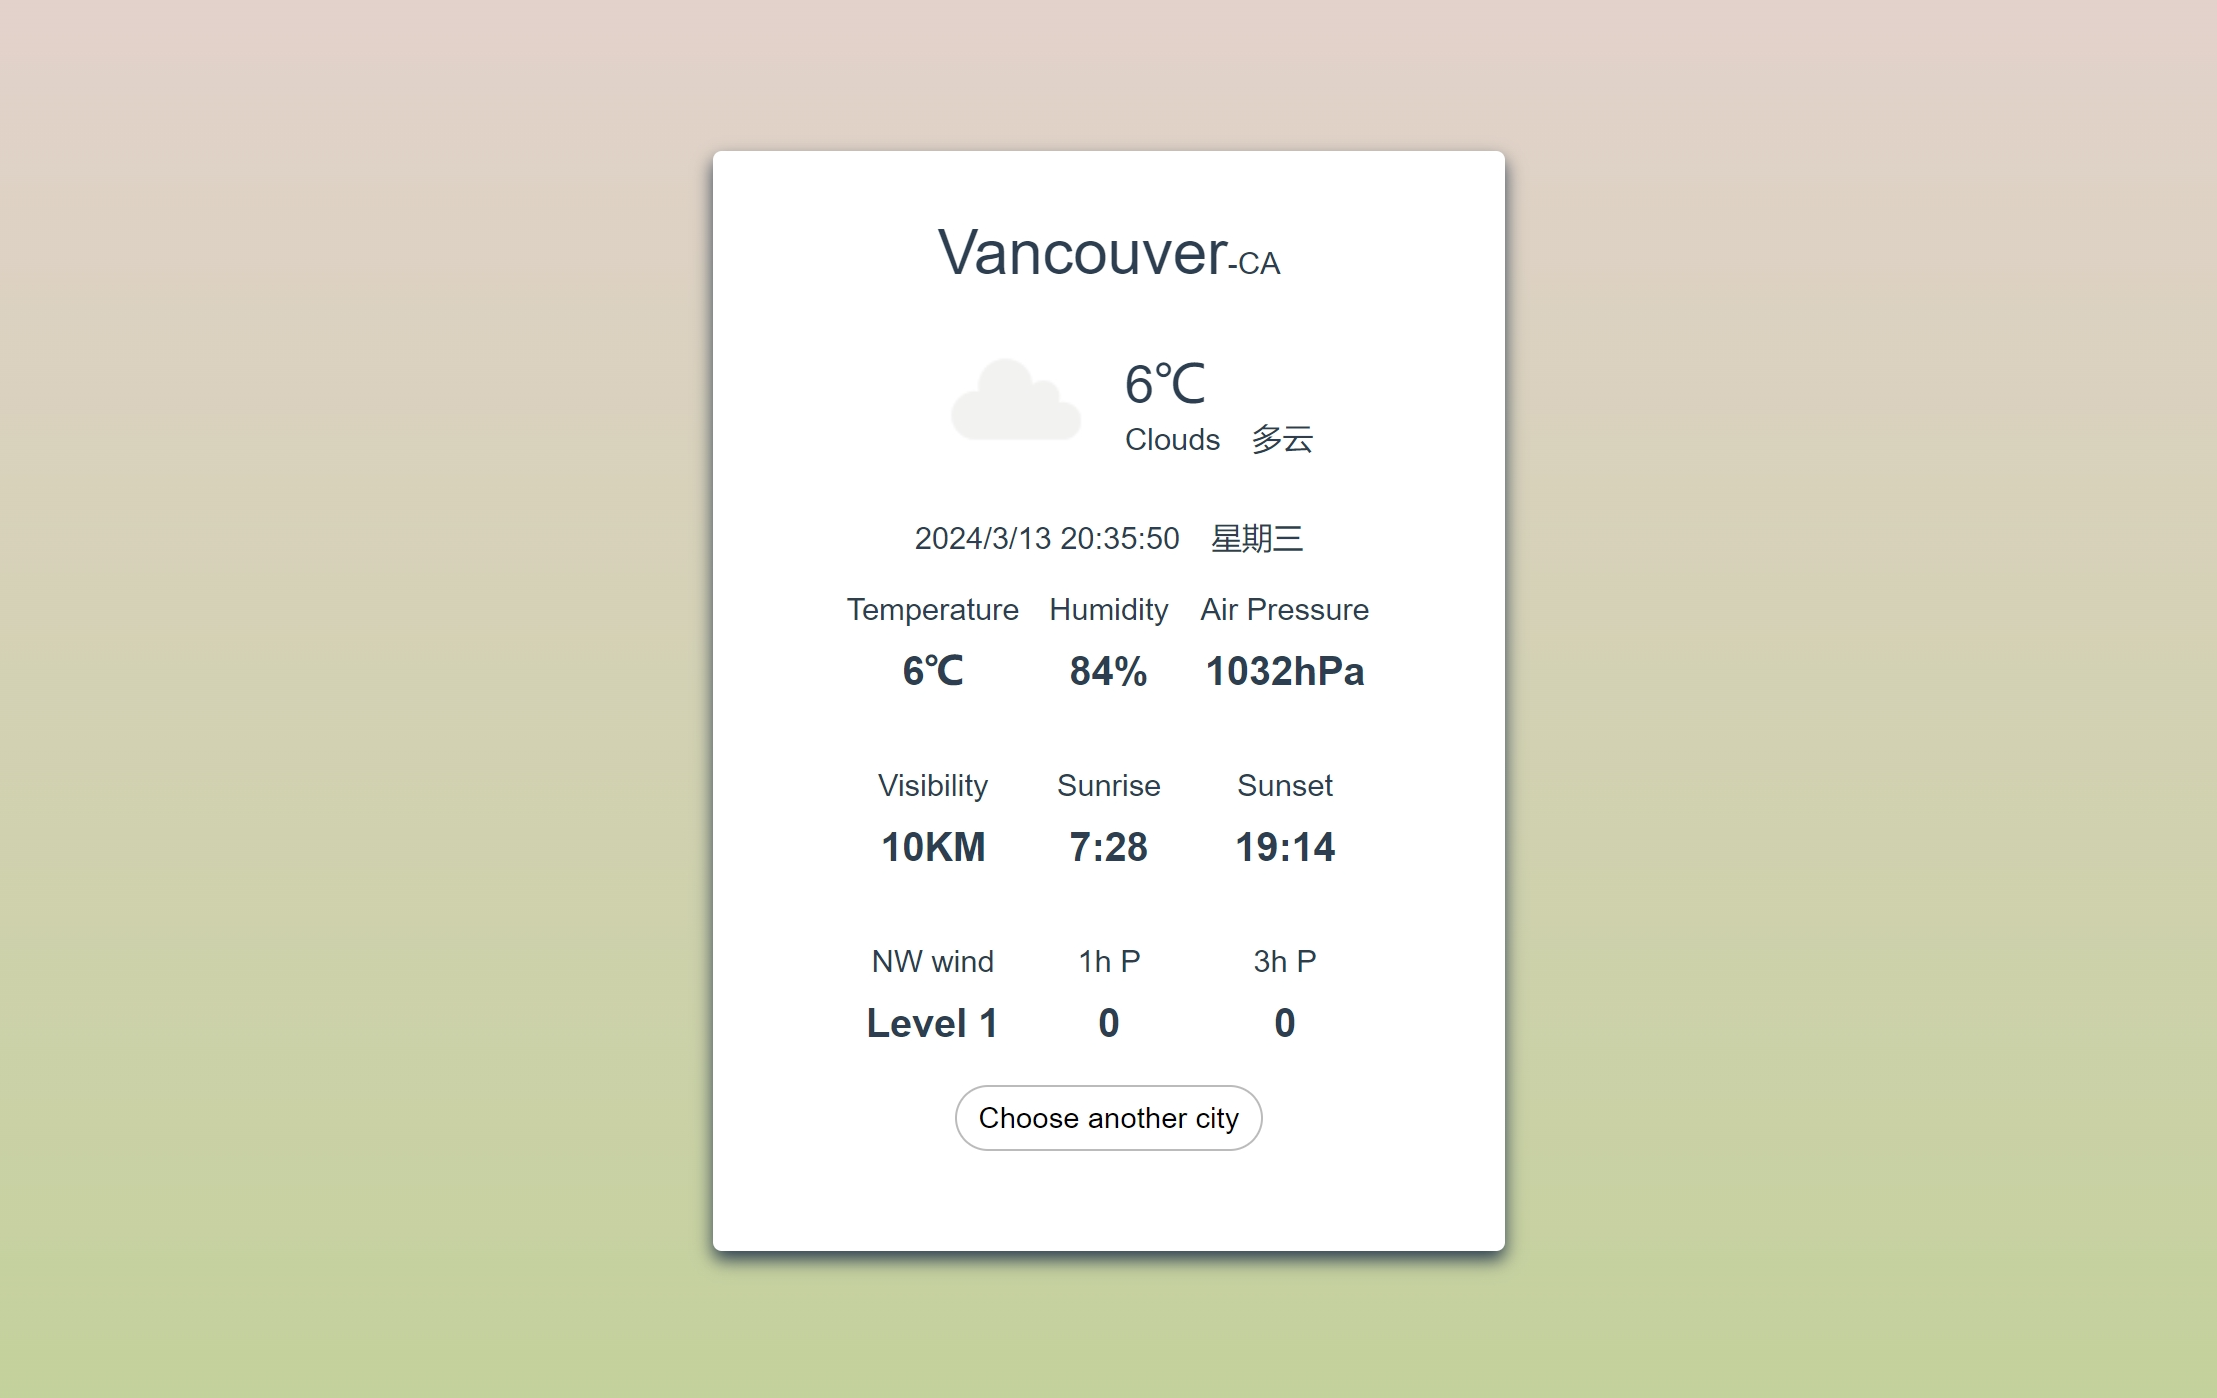 Vancouver-CA
6℃
Clouds 多云
2024/3/13 20:35:50 星期三
Temperature Humidity Air Pressure
6℃ 84% 1032hPa
Visibility Sunrise Sunset
10KM 7:28 19:14
NW wind 1h P 3h P
Level 1 0 0
Choose another city